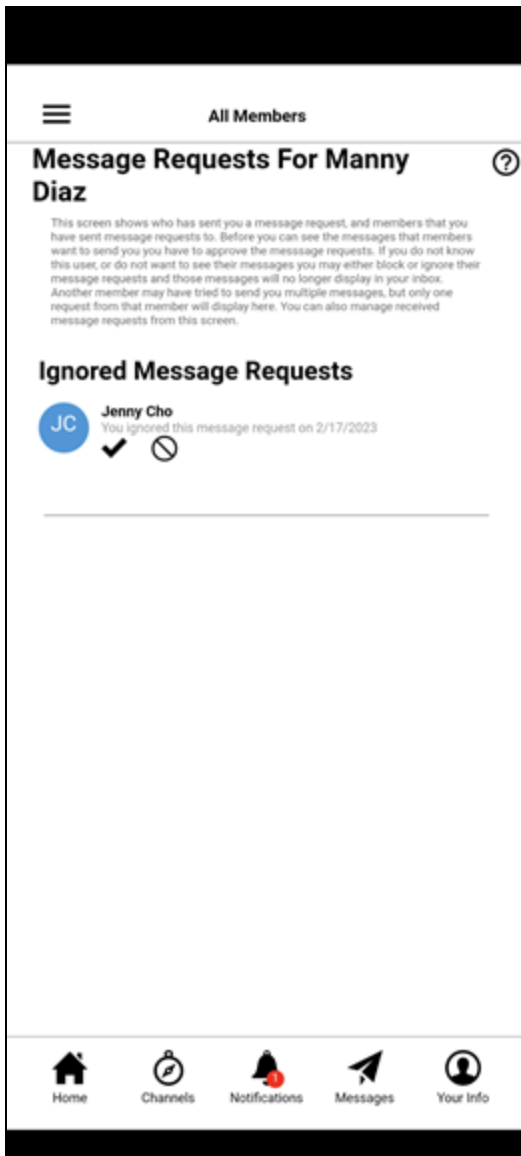 All Members
Message Requests For Manny
Diaz
This screen shows who has sent you a message request, and members that you
have sent message requests to. Before you can see the messages that members
want to send you you have to approve the messsage requests. If you do not know
this user, or do not want to see their messages you may either block or ignore their
message requests and those messages will no longer display in your inbox.
Another member may have tried to send you multiple messages, but only one
request from that member will display here. You can also manage received
message requests from this screen.
Ignored Message Requests
JC
Jenny Cho
You ignored this message request on 2/17/2023
1
Home
Channels
Notifications
Messages
Your Info